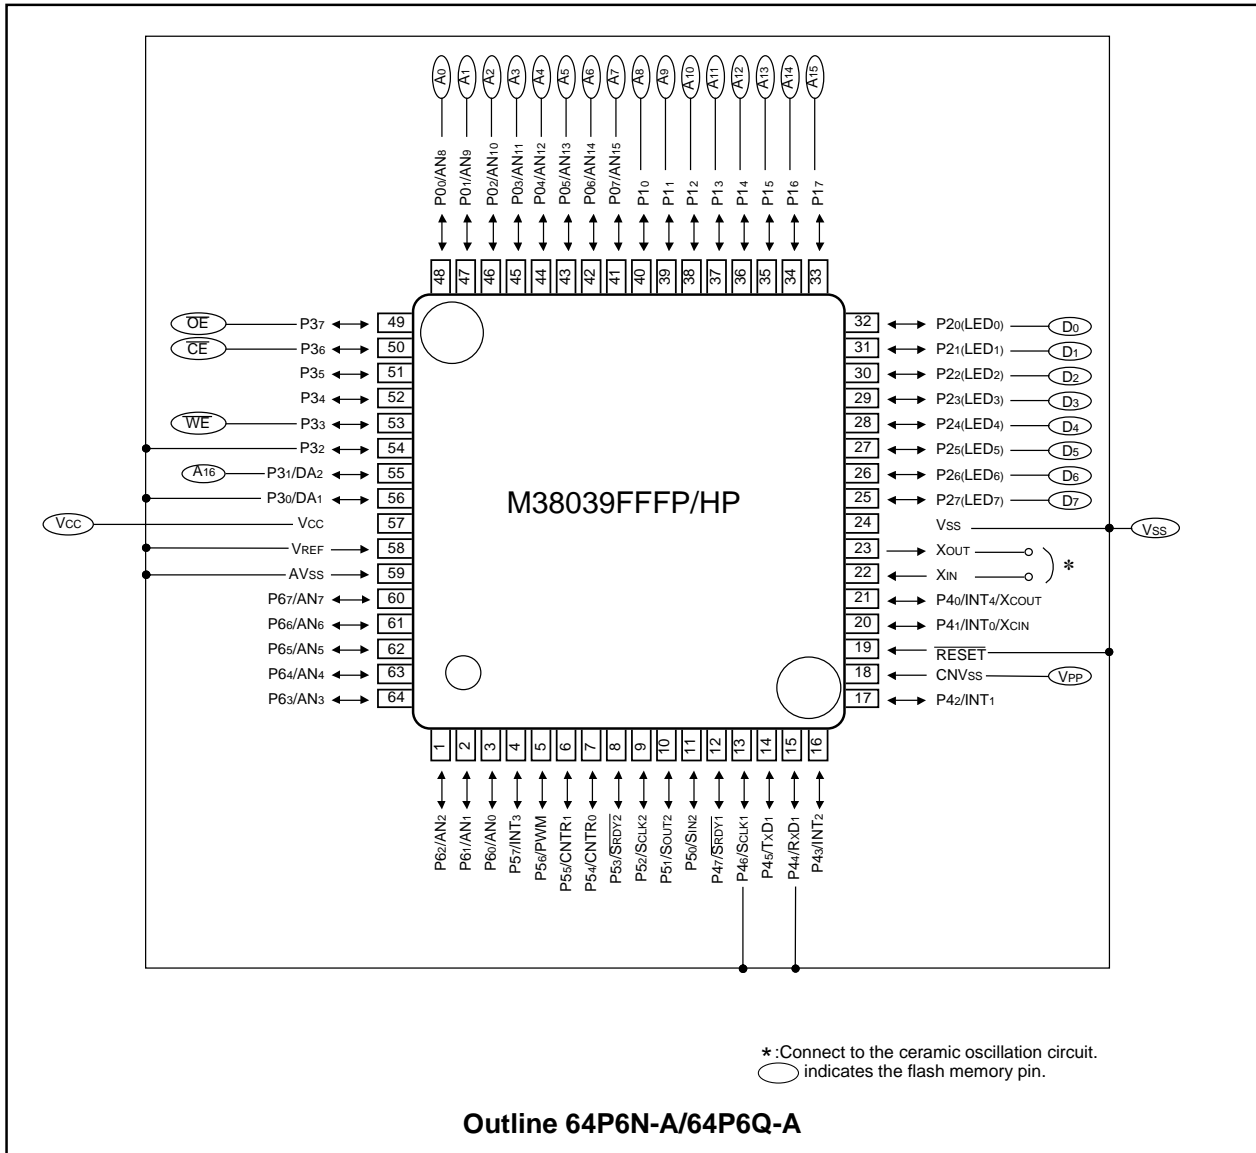 A0 A1 A2 A3 A4 A5 A6 A7 A8 A9 A10 A11 A12 A13 A14 A15
P00/AN8 P01/AN9 P02/AN10 P03/AN11 P04/AN12 P05/AN13 P06/AN14 P07/AN15 P10 P11 P12 P13 P14 P15 P16 P17
48 47 46 45 44 43 42 41 40 39 38 37 36 35 34 33
OE P37 49
CE P36 50
P35 51
P34 52
WE P33 53
P32 54
A16 P31/DA2 55
P30/DA1 56
VCC VCC 57
VREF 58
AVSS 59
P67/AN7 60
P66/AN6 61
P65/AN5 62
P64/AN4 63
P63/AN3 64
M38039FFFP/HP
32 P20(LED0) D0
31 P21(LED1) D1
30 P22(LED2) D2
29 P23(LED3) D3
28 P24(LED4) D4
27 P25(LED5) D5
26 P26(LED6) D6
25 P27(LED7) D7
24 VSS VSS
23 XOUT
22 XIN *
21 P40/INT4/XCOUT
20 P41/INT0/XCIN
19 RESET
18 CNVSS VPP
17 P42/INT1
1 2 3 4 5 6 7 8 9 10 11 12 13 14 15 16
P62/AN2 P61/AN1 P60/AN0 P57/INT3 P56/PWM P55/CNTR1 P54/CNTR0 P53/SRDY2 P52/SCLK2 P51/SOUT2 P50/SIN2 P47/SRDY1 P46/SCLK1 P45/TXD1 P44/RXD1 P43/INT2
* :Connect to the ceramic oscillation circuit.
indicates the flash memory pin.
Outline 64P6N-A/64P6Q-A